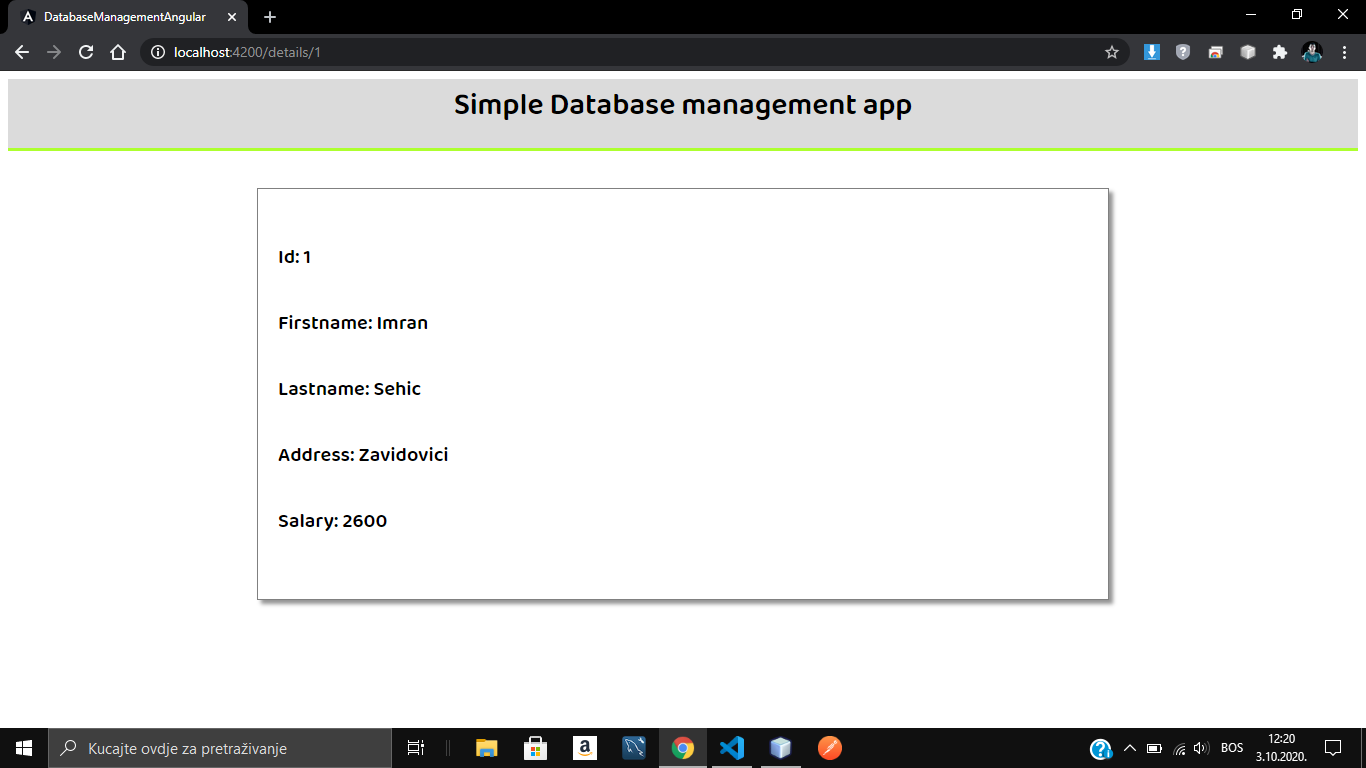 DatabaseManagementAngular
localhost:4200/details/1
Simple Database management app
Id: 1
Firstname: Imran
Lastname: Sehic
Address: Zavidovici
Salary: 2600
Kucajte ovdje za pretraživanje
BOS
12:20
3.10.2020.